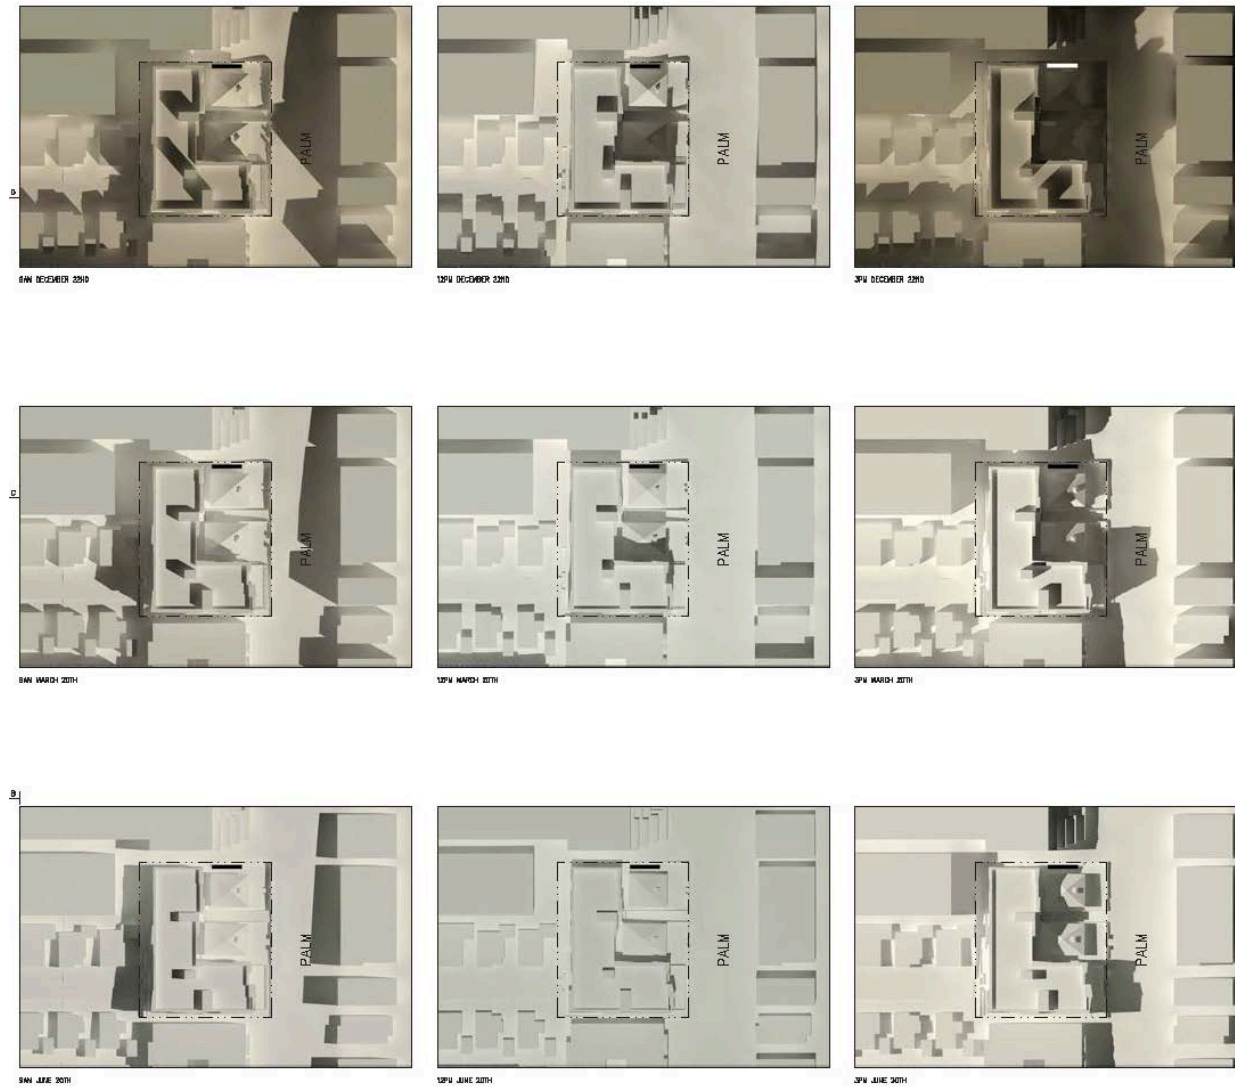 PALM
PALM
PALM
9AM DECEMBER 22ND
12PM DECEMBER 22ND
3PM DECEMBER 22ND
C
PALM
PALM
PALM
9AM MARCH 20TH
12PM MARCH 20TH
3PM MARCH 20TH
B
PALM
PALM
PALM
9AM JUNE 20TH
12PM JUNE 20TH
3PM JUNE 20TH